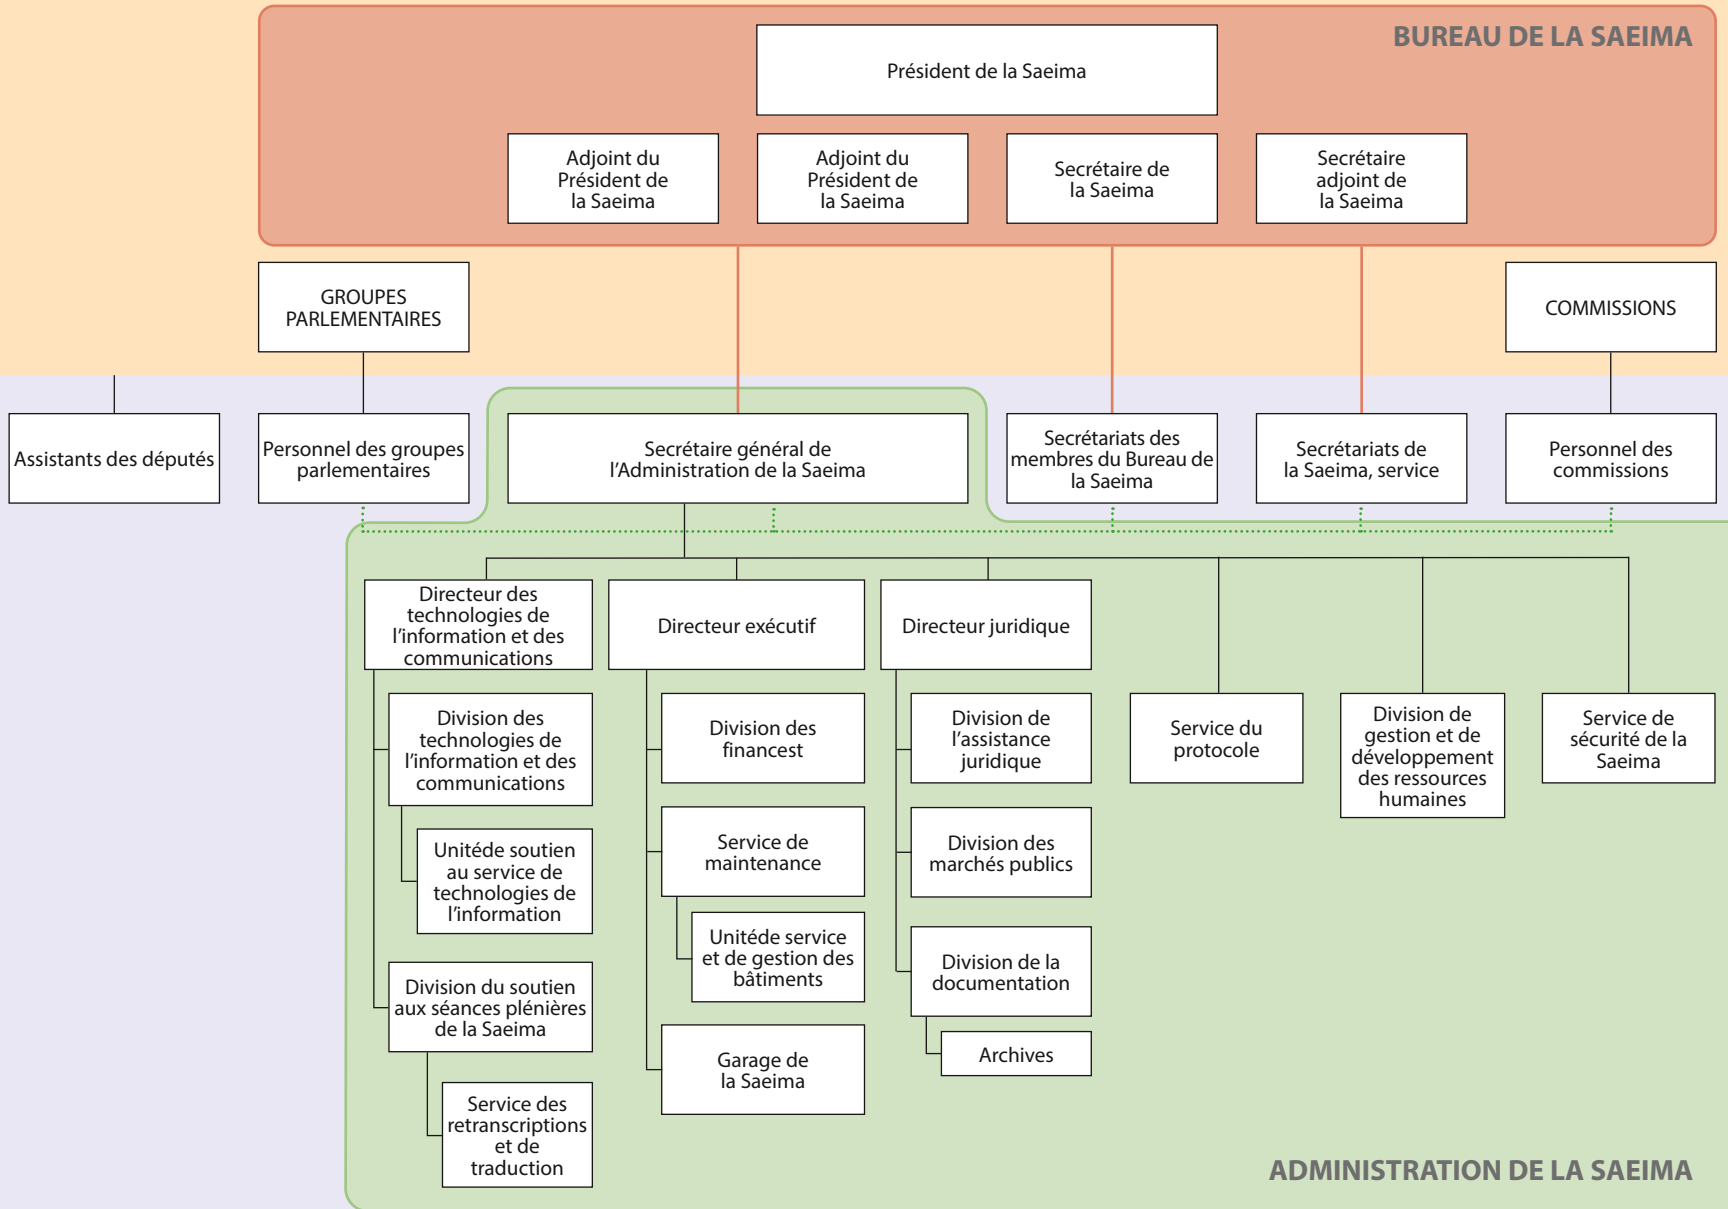 BUREAU DE LA SAEIMA
Président de la Saeima
Adjoint du
Président de
la Saeima
Adjoint du
Président de
la Saeima
Secrétaire de
la Saeima
Secrétaire
adjoint de
la Saeima
GROUPES
PARLEMENTAIRES
COMMISSIONS
Assistants des députés
Personnel des groupes
parlementaires
Secrétaire général de
l'Administration de la Saeima
Secrétariats des
membres du Bureau de
la Saeima
Secrétariats de
la Saeima, service
Personnel des
commissions
Directeur des
technologies de
l'information et des
communications
Directeur exécutif
Directeur juridique
Division des
technologies de
l'information et des
communications
Unitéde soutien
au service de
technologies de
l'information
Division du soutien
aux séances plénières
de la Saeima
Service des
retranscriptions
et de
traduction
Division des
financest
Service de
maintenance
Unitéde service
et de gestion des
bâtiments
Garage de
la Saeima
Division de
l'assistance
juridique
Division des
marchés publics
Division de la
documentation
Archives
Service du
protocole
Division de
gestion et de
développement
des ressources
humaines
Service de
sécurité de la
Saeima
ADMINISTRATION DE LA SAEIMA